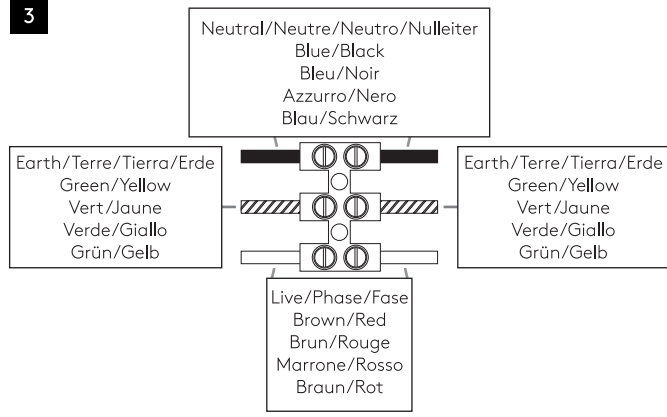 3
Neutral/Neutre/Neutro/Nulleiter
Blue/Black
Bleu/Noir
Azzurro/Nero
Blau/Schwarz
Earth/Terre/Tierra/Erde
Green/Yellow
Vert/Jaune
Verde/Giallo
Grün/Gelb
Earth/Terre/Tierra/Erde
Green/Yellow
Vert/Jaune
Verde/Giallo
Grün/Gelb
Live/Phase/Fase
Brown/Red
Brun/Rouge
Marrone/Rosso
Braun/Rot